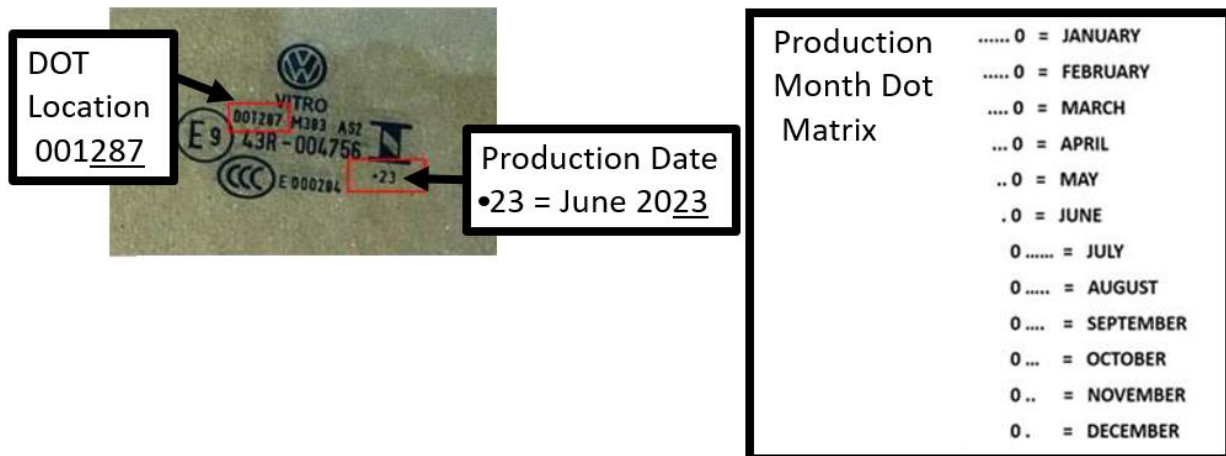 DOT
Location
001287
VITRO
DOT287 M383 AS2
E9
43R-004756
CCC
E 000284
•23
Production Date
•23 = June 2023
Production
Month Dot
Matrix
...... 0 = JANUARY
..... 0 = FEBRUARY
.... 0 = MARCH
... 0 = APRIL
.. 0 = MAY
. 0 = JUNE
0 ...... = JULY
0 ..... = AUGUST
0 .... = SEPTEMBER
0 ... = OCTOBER
0 .. = NOVEMBER
0 . = DECEMBER